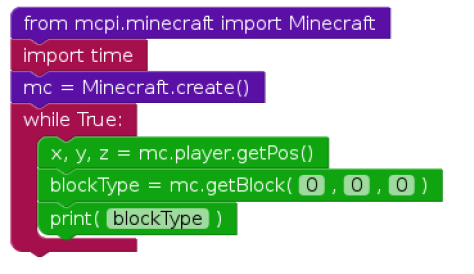 from mcpi.minecraft import Minecraft
import time
mc = Minecraft.create()
while True:
x, y, z = mc.player.getPos()
blockType = mc.getBlock( 0 , 0 , 0 )
print( blockType )